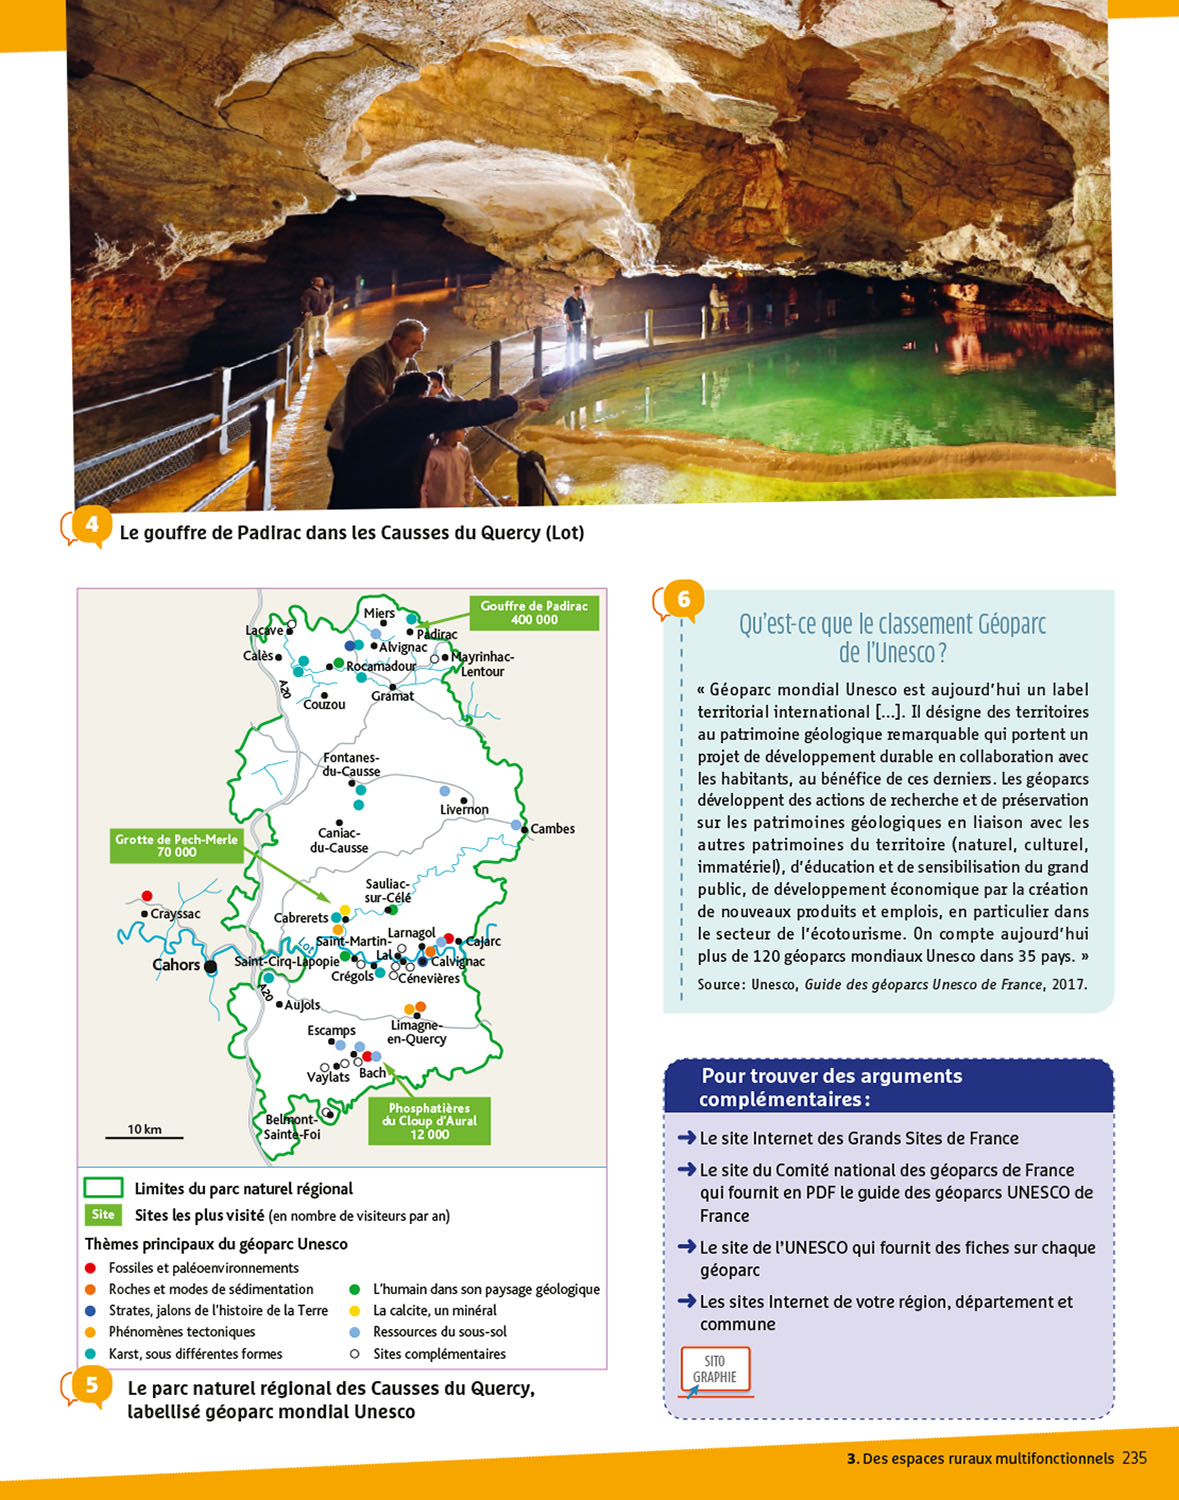 4
Le gouffre de Padirac dans les Causses du Quercy (Lot)
Gouffre de Padirac
400 000
Miers
Padirac
Lacave
Alvignac
Calès
Mayrinhac-
Lentour
Rocamadour
A20
Gramat
Couzou
Fontanes-
du-Causse
Livernon
Grotte de Pech-Merle
70 000
Caniac-
du-Causse
Cambes
Sauliac-
sur-Célé
Crayssac
Cabrerets
Larnagol
Lot
Saint-Martin-
Lal
Cajarc
Cahors
Saint-Cirq-Lapopie
Calvignac
Crégols
Cénevières
A20
Aujols
Escamps
Limagne-
en-Quercy
Vaylats
Bach
Phosphatières
du Cloup d'Aural
12 000
Belmont-
Sainte-Foi
10 km
Limites du parc naturel régional
Site
Sites les plus visité (en nombre de visiteurs par an)
Thèmes principaux du géoparc Unesco
Fossiles et paléoenvironnements
Roches et modes de sédimentation
Strates, jalons de l'histoire de la Terre
Phénomènes tectoniques
Karst, sous différentes formes
L'humain dans son paysage géologique
La calcite, un minéral
Ressources du sous-sol
Sites complémentaires
5
Le parc naturel régional des Causses du Quercy,
labellisé géoparc mondial Unesco
6
Qu'est-ce que le classement Géoparc
de l'Unesco ?
« Géoparc mondial Unesco est aujourd'hui un label
territorial international [...]. Il désigne des territoires
au patrimoine géologique remarquable qui portent un
projet de développement durable en collaboration avec
les habitants, au bénéfice de ces derniers. Les géoparcs
développent des actions de recherche et de préservation
sur les patrimoines géologiques en liaison avec les
autres patrimoines du territoire (naturel, culturel,
immatériel), d'éducation et de sensibilisation du grand
public, de développement économique par la création
de nouveaux produits et emplois, en particulier dans
le secteur de l'écotourisme. On compte aujourd'hui
plus de 120 géoparcs mondiaux Unesco dans 35 pays. »
Source : Unesco, Guide des géoparcs Unesco de France, 2017.
Pour trouver des arguments
complémentaires :
Le site Internet des Grands Sites de France
Le site du Comité national des géoparcs de France
qui fournit en PDF le guide des géoparcs UNESCO de
France
Le site de l'UNESCO qui fournit des fiches sur chaque
géoparc
Les sites Internet de votre région, département et
commune
SITO
GRAPHIE
3. Des espaces ruraux multifonctionnels 235